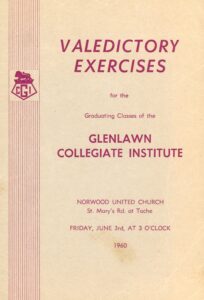 VALEDICTORY
EXERCISES
for the
Graduating Classes of the
GLENLAWN
COLLEGIATE INSTITUTE
NORWOOD UNITED CHURCH
St. Mary's Rd. at Tache
FRIDAY, JUNE 3rd, AT 3 O'CLOCK
1960
CGI